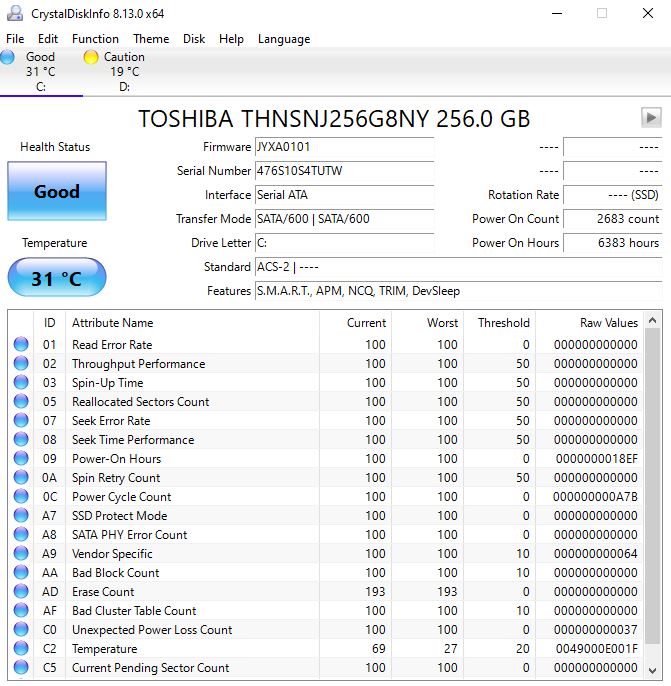 CrystalDiskInfo 8.13.0 x64
File Edit Function Theme Disk Help Language
Good Caution
31 °C 19 °C
C: D:
TOSHIBA THNSNJ256G8NY 256.0 GB
Health Status Firmware JYXA0101 ---- ----
Serial Number 476S10S4TUTW ---- ----
Good Interface Serial ATA Rotation Rate ---- (SSD)
Transfer Mode SATA/600 | SATA/600 Power On Count 2683 count
Temperature Drive Letter C: Power On Hours 6383 hours
31 °C Standard ACS-2 | ----
Features S.M.A.R.T., APM, NCQ, TRIM, DevSleep
ID Attribute Name Current Worst Threshold Raw Values
01 Read Error Rate 100 100 0 000000000000
02 Throughput Performance 100 100 50 000000000000
03 Spin-Up Time 100 100 50 000000000000
05 Reallocated Sectors Count 100 100 50 000000000000
07 Seek Error Rate 100 100 50 000000000000
08 Seek Time Performance 100 100 50 000000000000
09 Power-On Hours 100 100 0 0000000018EF
0A Spin Retry Count 100 100 50 000000000000
0C Power Cycle Count 100 100 0 000000000A7B
A7 SSD Protect Mode 100 100 0 000000000000
A8 SATA PHY Error Count 100 100 0 000000000000
A9 Vendor Specific 100 100 10 000000000064
AA Bad Block Count 100 100 10 000000000000
AD Erase Count 193 193 0 000000000000
AF Bad Cluster Table Count 100 100 10 000000000000
C0 Unexpected Power Loss Count 100 100 0 000000000037
C2 Temperature 69 27 20 0049000E001F
C5 Current Pending Sector Count 100 100 0 000000000000